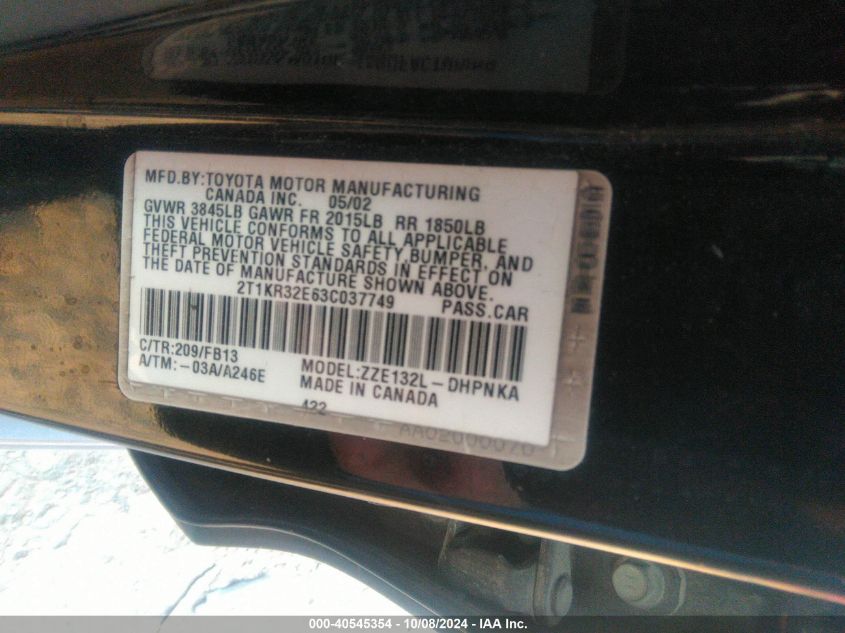 MFD.BY:TOYOTA MOTOR MANUFACTURING
CANADA INC. 05/02
GVWR 3845LB GAWR FR 2015LB RR 1850LB
THIS VEHICLE CONFORMS TO ALL APPLICABLE
FEDERAL MOTOR VEHICLE SAFETY,BUMPER, AND
THEFT PREVENTION STANDARDS IN EFFECT ON
THE DATE OF MANUFACTURE SHOWN ABOVE.
2T1KR32E63C037749 PASS.CAR
C/TR:209/FB13
A/TM:-03A/A246E
MODEL:ZZE132L-DHPNKA
MADE IN CANADA
422
AA02000070
000-40545354 - 10/08/2024 - IAA Inc.